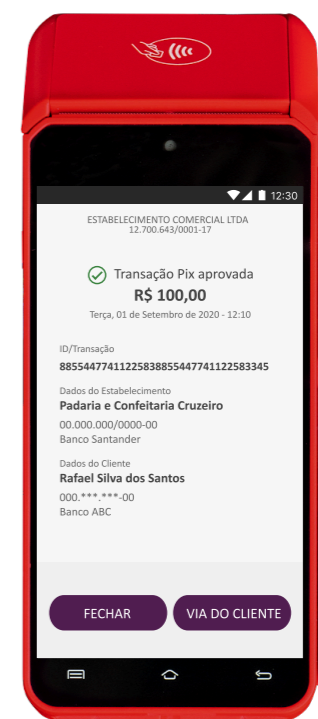 12:30
ESTABELECIMENTO COMERCIAL LTDA
12.700.643/0001-17
Transação Pix aprovada
R$ 100,00
Terça, 01 de Setembro de 2020 - 12:10
ID/Transação
88554477411225838855447741122583345
Dados do Estabelecimento
Padaria e Confeitaria Cruzeiro
00.000.000/0000-00
Banco Santander
Dados do Cliente
Rafael Silva dos Santos
000.***.***-00
Banco ABC
FECHAR
VIA DO CLIENTE